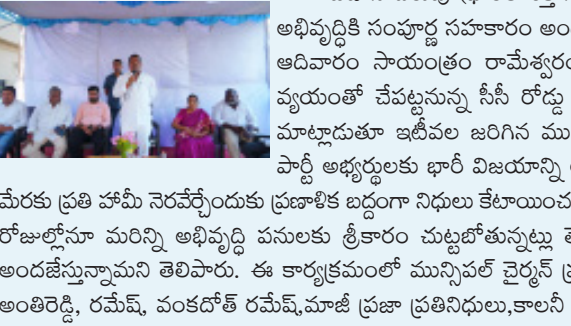 అభివృద్ధికి సంపూర్ణ సహకారం
ఆదివారం సాయంత్రం
వ్యయంతో చేపట్టనున్న సీసీ రోడ్డు
మాట్లాడుతూ ఇటీవల జరిగిన
పార్టీ అభ్యర్థులకు భారీ విజయాన్ని
మేరకు ప్రతి హామీ నెరవేర్చేందుకు ప్రణాళిక బద్దంగా నిధులు
రోజుల్లోనూ మరిన్ని అభివృద్ధి పనులకు శ్రీకారం చుట్టబోతున్నట్లు
అందజేస్తున్నామని తెలిపారు. ఈ కార్యక్రమంలో మున్సిపల్ చైర్మన్
అంతిరెడ్డి, రమేష్, వంకదోత్ రమేష్,మాజీ ప్రజా ప్రతినిధులు,కాలనీ